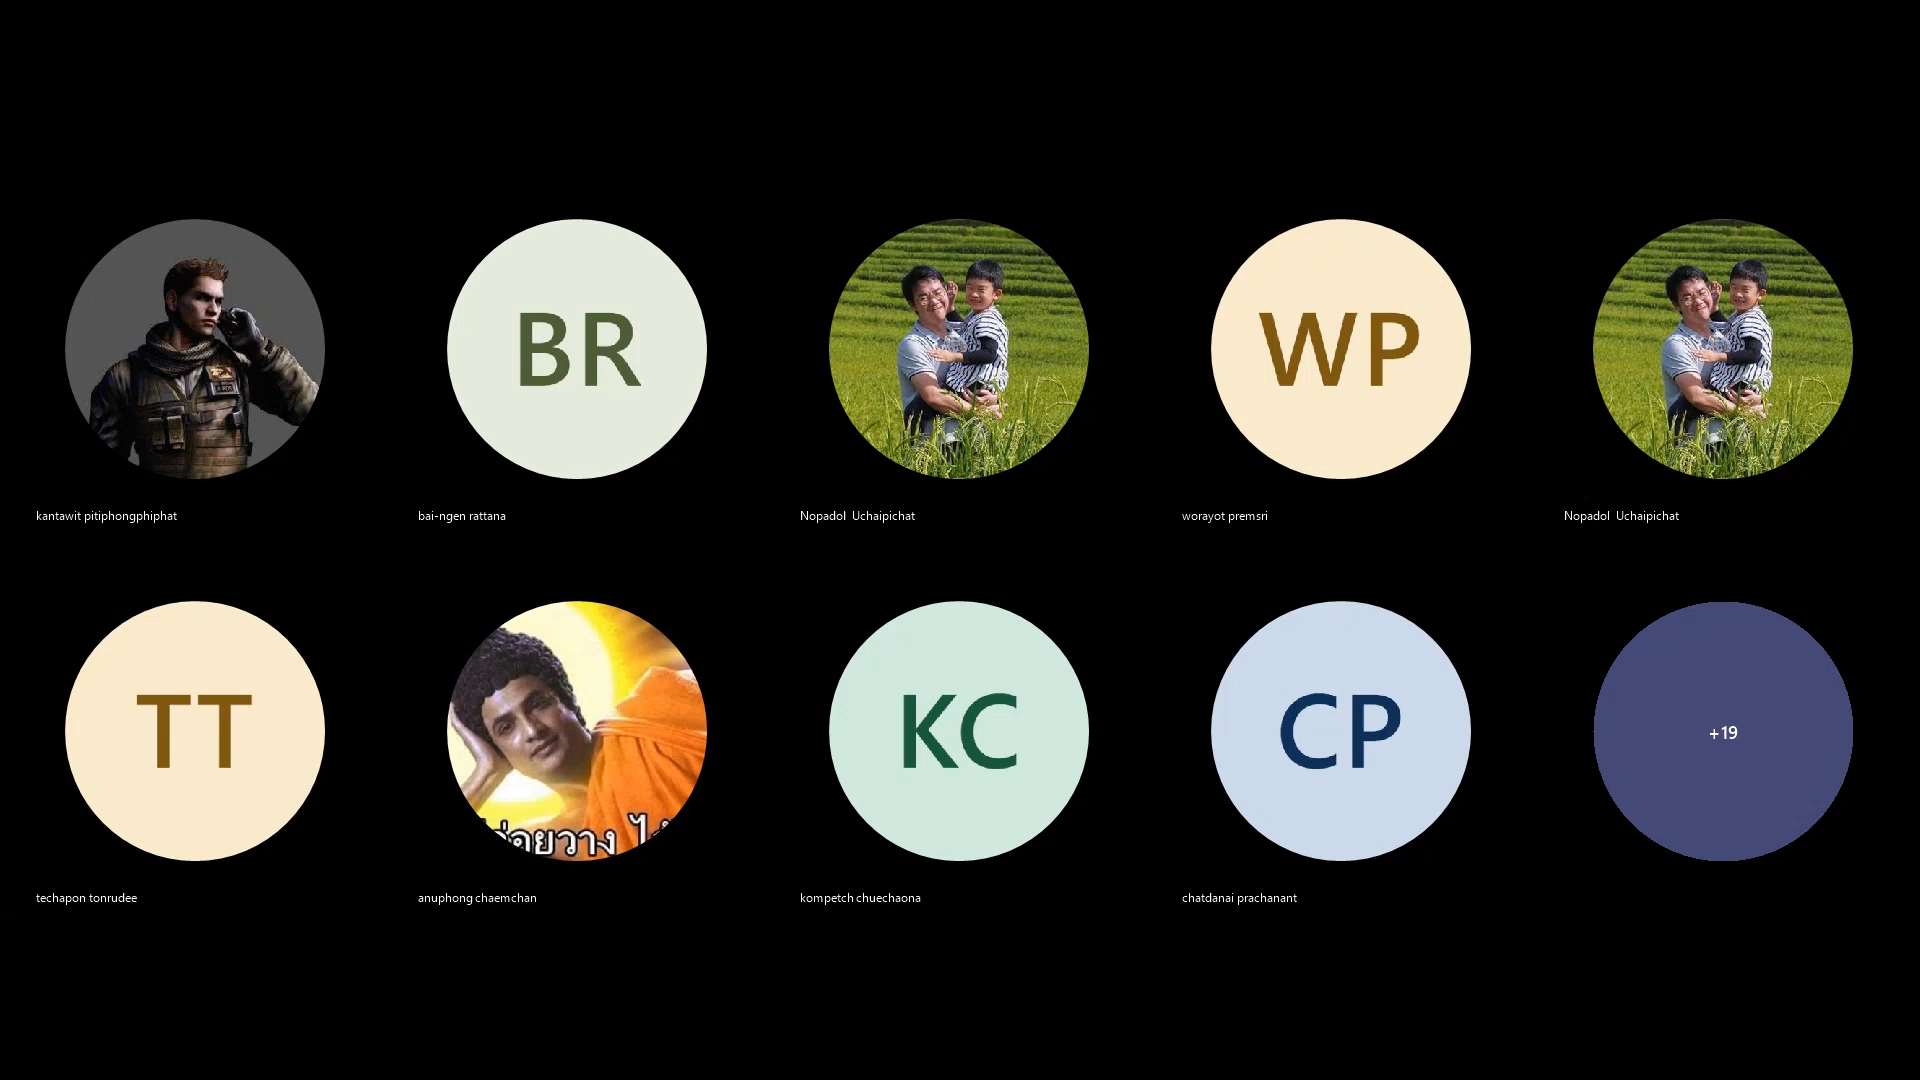 BR
WP
kantawit pitiphongphiphat
bai-ngen rattana
Nopadol Uchaipichat
worayot premsri
Nopadol Uchaipichat
TT
KC
CP
+19
techapon tonrudee
anuphong chaemchan
kompetch chuechaona
chatdanai prachanant